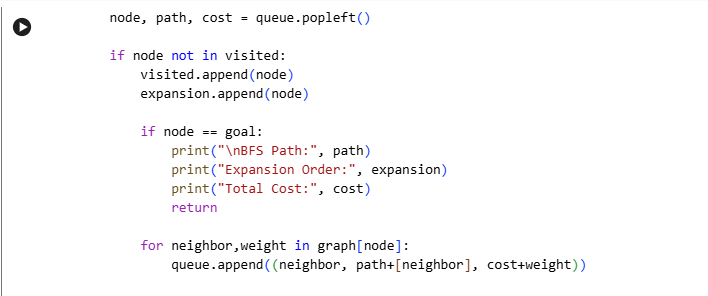 node, path, cost = queue.popleft()
if node not in visited:
visited.append(node)
expansion.append(node)
if node == goal:
print("\nBFS Path:", path)
print("Expansion Order:", expansion)
print("Total Cost:", cost)
return
for neighbor,weight in graph[node]:
queue.append((neighbor, path+[neighbor], cost+weight))